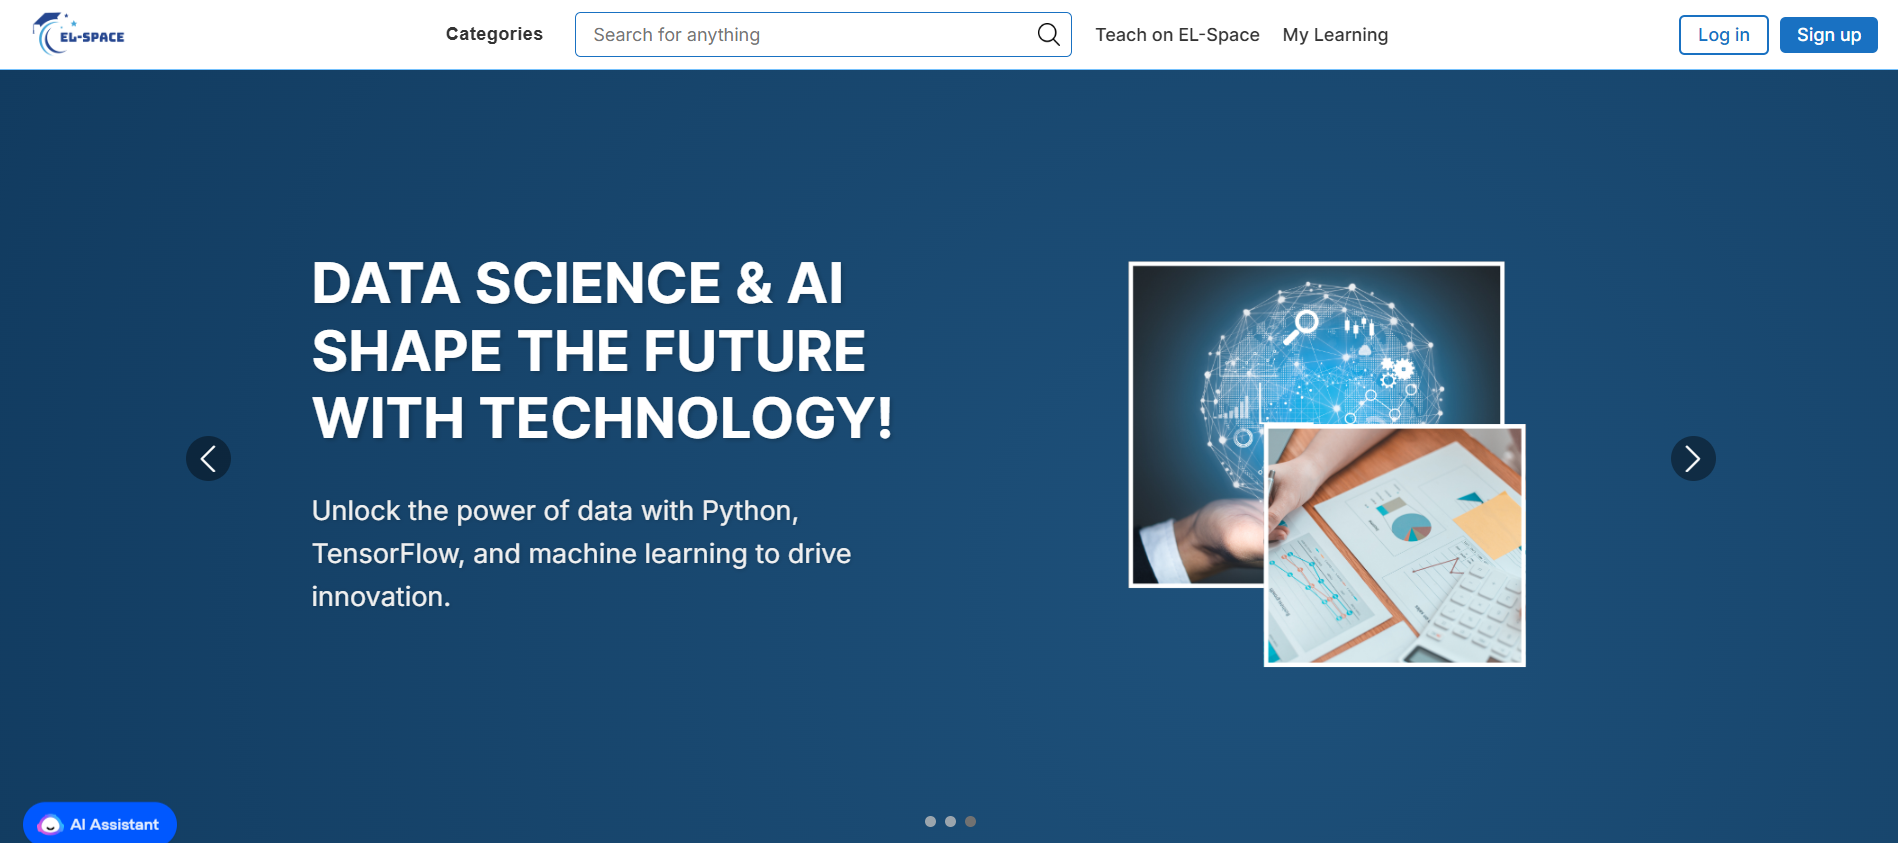 EL-SPACE
Categories
Search for anything
Teach on EL-Space
My Learning
Log in
Sign up
DATA SCIENCE & AI
SHAPE THE FUTURE
WITH TECHNOLOGY!
Unlock the power of data with Python,
TensorFlow, and machine learning to drive
innovation.
AI Assistant